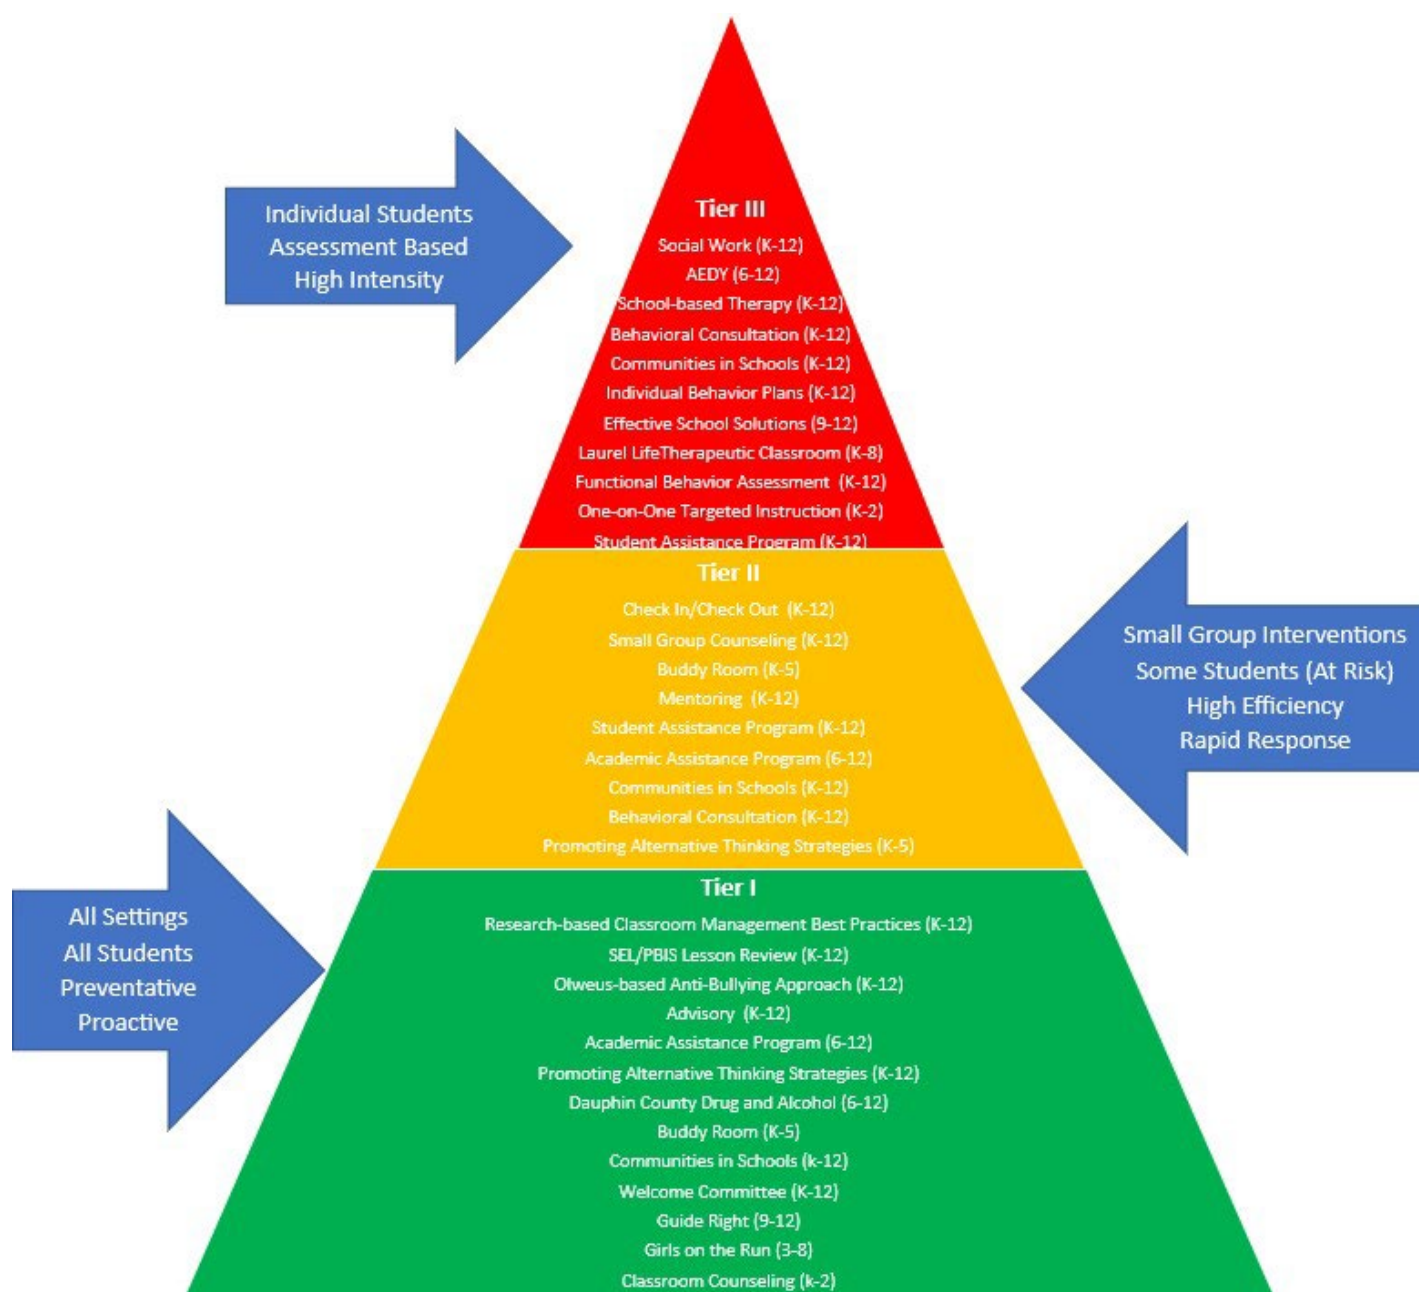 Tier III
Social Work (K-12)
AEDY (6-12)
School-based Therapy (K-12)
Behavioral Consultation (K-12)
Communities in Schools (K-12)
Individual Behavior Plans (K-12)
Effective School Solutions (9-12)
Laurel LifeTherapeutic Classroom (K-8)
Functional Behavior Assessment  (K-12)
One-on-One Targeted Instruction (K-2)
Student Assistance Program (K-12)
Individual Students
Assessment Based
High Intensity
Tier II
Check In/Check Out  (K-12)
Small Group Counseling (K-12)
Buddy Room (K-5)
Mentoring  (K-12)
Student Assistance Program (K-12)
Academic Assistance Program (6-12)
Communities in Schools (K-12)
Behavioral Consultation (K-12)
Promoting Alternative Thinking Strategies (K-5)
Small Group Interventions
Some Students (At Risk)
High Efficiency
Rapid Response
Tier I
Research-based Classroom Management Best Practices (K-12)
SEL/PBIS Lesson Review (K-12)
Olweus-based Anti-Bullying Approach (K-12)
Advisory  (K-12)
Academic Assistance Program (6-12)
Promoting Alternative Thinking Strategies (K-12)
Dauphin County Drug and Alcohol (6-12)
Buddy Room (K-5)
Communities in Schools (k-12)
Welcome Committee (K-12)
Guide Right (9-12)
Girls on the Run (3-8)
Classroom Counseling (k-2)
All Settings
All Students
Preventative
Proactive